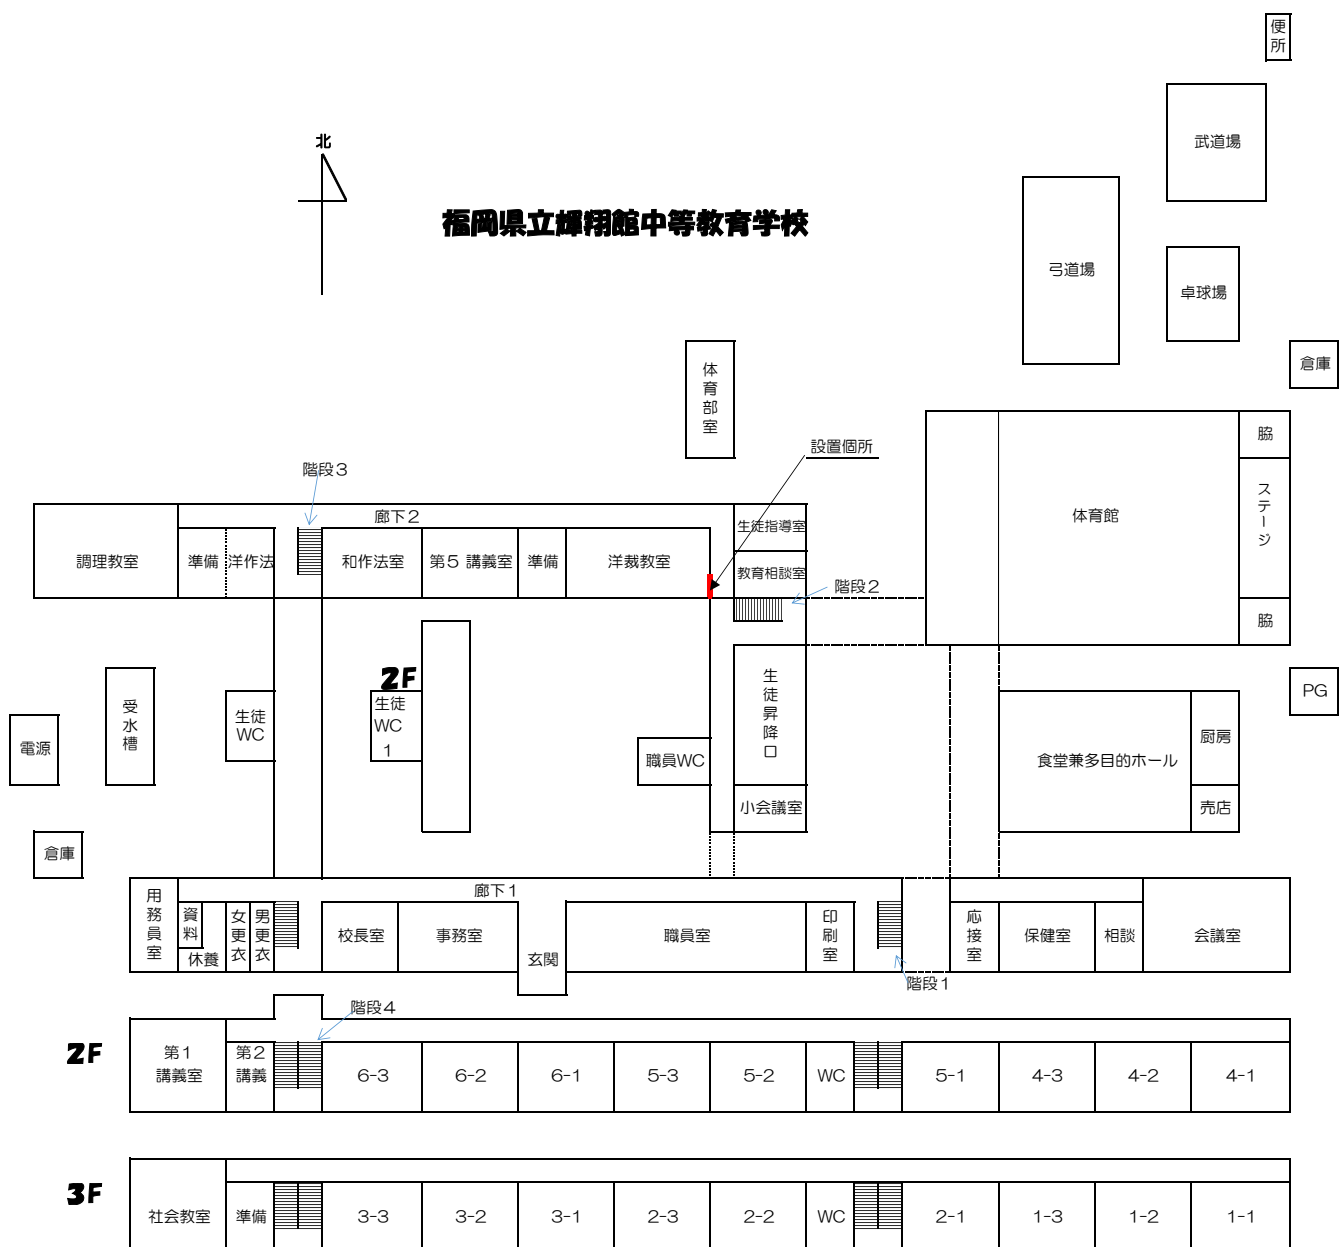 便
所
武道場
北
福岡県立輝翔館中等教育学校
弓道場
卓球場
倉庫
体
育
部
室
設置個所
脇
階段3
ス
テ
ー
ジ
廊下2
生徒指導室
体育館
調理教室
準備
洋作法
和作法室
第5 講義室
準備
洋裁教室
教育相談室
階段2
脇
2F
生
徒
昇
降
口
PG
受
水
槽
生徒
WC
生徒
WC
1
電源
職員WC
食堂兼多目的ホール
厨房
小会議室
売店
倉庫
廊下1
用
務
員
室
資
料
休養
女
更
衣
男
更
衣
校長室
事務室
玄関
職員室
印
刷
室
応
接
室
保健室
相談
会議室
階段1
階段4
2F
第1
講義室
第2
講義
6-3
6-2
6-1
5-3
5-2
WC
5-1
4-3
4-2
4-1
3F
社会教室
準備
3-3
3-2
3-1
2-3
2-2
WC
2-1
1-3
1-2
1-1